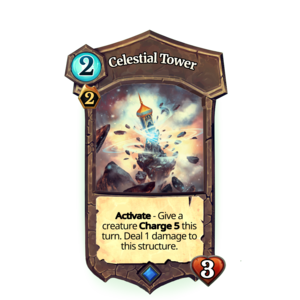 2 Celestial Tower
2
Activate - Give a
creature Charge 5 this
turn. Deal 1 damage to
this structure.
3